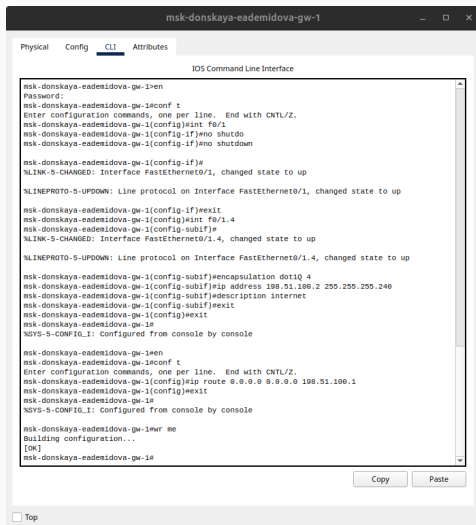 msk-donskaya-eademidova-gw-1
Physical Config CLI Attributes
IOS Command Line Interface
msk-donskaya-eademidova-gw-1>en
Password:
msk-donskaya-eademidova-gw-1#conf t
Enter configuration commands, one per line. End with CNTL/Z.
msk-donskaya-eademidova-gw-1(config)#int f0/1
msk-donskaya-eademidova-gw-1(config-if)#no shutdo
msk-donskaya-eademidova-gw-1(config-if)#no shutdown
msk-donskaya-eademidova-gw-1(config-if)#
%LINK-5-CHANGED: Interface FastEthernet0/1, changed state to up
%LINEPROTO-5-UPDOWN: Line protocol on Interface FastEthernet0/1, changed state to up
msk-donskaya-eademidova-gw-1(config-if)#exit
msk-donskaya-eademidova-gw-1(config)#int f0/1.4
msk-donskaya-eademidova-gw-1(config-subif)#
%LINK-5-CHANGED: Interface FastEthernet0/1.4, changed state to up
%LINEPROTO-5-UPDOWN: Line protocol on Interface FastEthernet0/1.4, changed state to up
msk-donskaya-eademidova-gw-1(config-subif)#encapsulation dot1Q 4
msk-donskaya-eademidova-gw-1(config-subif)#ip address 198.51.100.2 255.255.255.240
msk-donskaya-eademidova-gw-1(config-subif)#description internet
msk-donskaya-eademidova-gw-1(config-subif)#exit
msk-donskaya-eademidova-gw-1(config)#exit
msk-donskaya-eademidova-gw-1#
%SYS-5-CONFIG_I: Configured from console by console
msk-donskaya-eademidova-gw-1#en
msk-donskaya-eademidova-gw-1#conf t
Enter configuration commands, one per line. End with CNTL/Z.
msk-donskaya-eademidova-gw-1(config)#ip route 0.0.0.0 0.0.0.0 198.51.100.1
msk-donskaya-eademidova-gw-1(config)#exit
msk-donskaya-eademidova-gw-1#
%SYS-5-CONFIG_I: Configured from console by console
msk-donskaya-eademidova-gw-1#wr me
Building configuration...
[OK]
msk-donskaya-eademidova-gw-1#
Copy Paste
Top